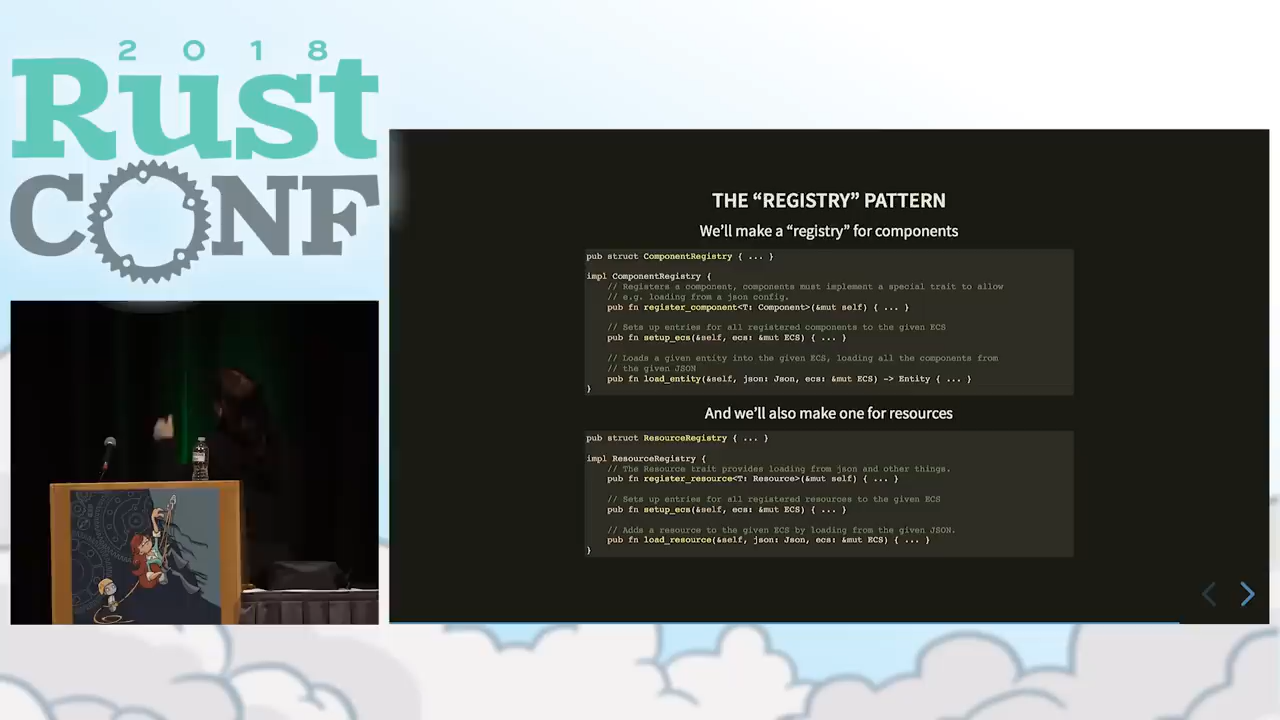 2 0 1 8
Rust
CONF
THE “REGISTRY” PATTERN
We’ll make a “registry” for components
pub struct ComponentRegistry { ... }
impl ComponentRegistry {
// Registers a component, components must implement a special trait to allow
// e.g. loading from a json config.
pub fn register_component<T: Component>(&mut self) { ... }
// Sets up entries for all registered components to the given ECS
pub fn setup_ecs(&self, ecs: &mut ECS) { ... }
// Loads a given entity into the given ECS, loading all the components from
// the given JSON
pub fn load_entity(&self, json: Json, ecs: &mut ECS) -> Entity { ... }
}
And we’ll also make one for resources
pub struct ResourceRegistry { ... }
impl ResourceRegistry {
// The Resource trait provides loading from json and other things.
pub fn register_resource<T: Resource>(&mut self) { ... }
// Sets up entries for all registered resources to the given ECS
pub fn setup_ecs(&self, ecs: &mut ECS) { ... }
// Adds a resource to the given ECS by loading from the given JSON.
pub fn load_resource(&self, json: Json, ecs: &mut ECS) { ... }
}